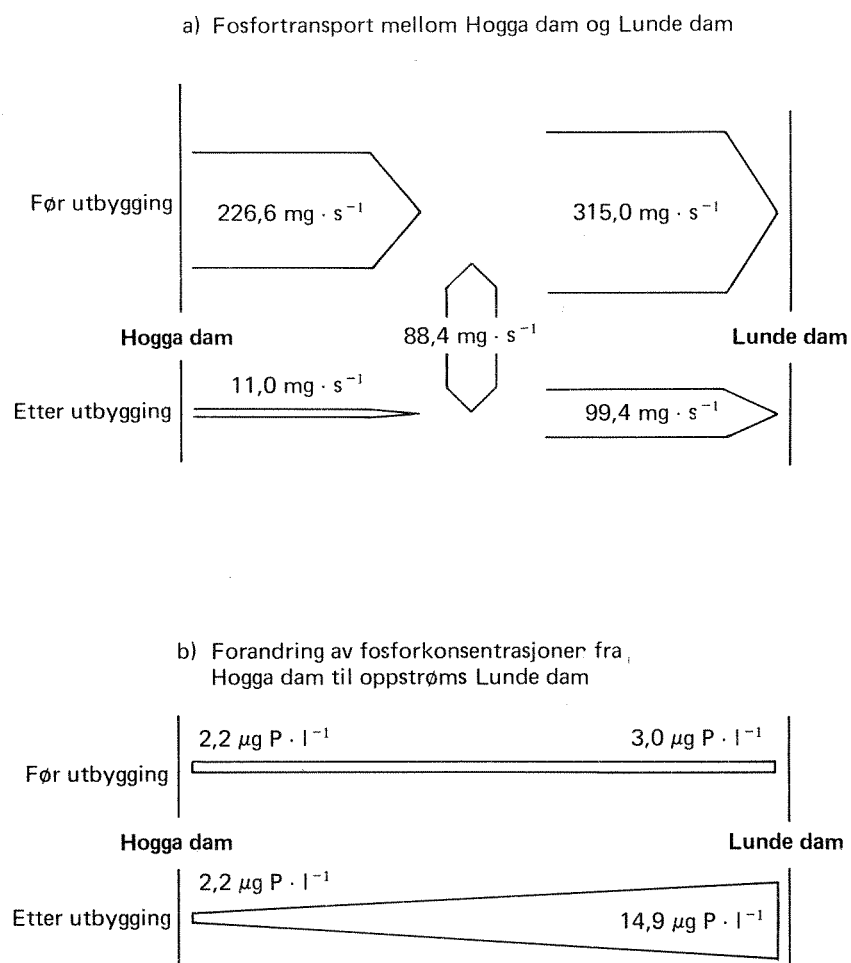 a) Fosfortransport mellom Hogga dam og Lunde dam
Før utbygging
226,6 mg · s⁻¹
315,0 mg · s⁻¹
Hogga dam
88,4 mg · s⁻¹
Lunde dam
11,0 mg · s⁻¹
Etter utbygging
99,4 mg · s⁻¹
b) Forandring av fosforkonsentrasjoner fra
Hogga dam til oppstrøms Lunde dam
2,2 µg P · l⁻¹
3,0 µg P · l⁻¹
Før utbygging
Hogga dam
Lunde dam
2,2 µg P · l⁻¹
Etter utbygging
14,9 µg P · l⁻¹